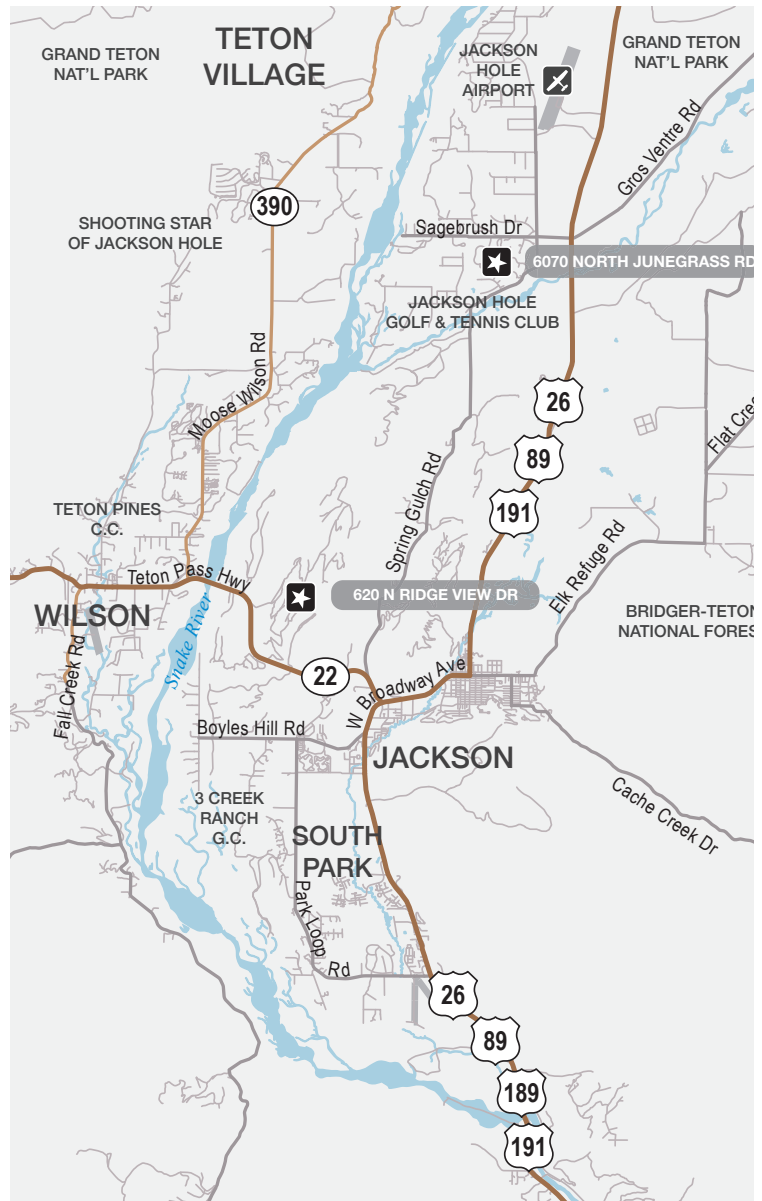 TETON
VILLAGE
GRAND TETON
NAT'L PARK
JACKSON
HOLE
AIRPORT
GRAND TETON
NAT'L PARK
Gros Ventre Rd
390
SHOOTING STAR
OF JACKSON HOLE
Sagebrush Dr
6070 NORTH JUNEGRASS RD
JACKSON HOLE
GOLF & TENNIS CLUB
Moose Wilson Rd
26
89
191
Flat Cree
Spring Gulch Rd
TETON PINES
C.C.
Elk Refuge Rd
Teton Pass Hwy
620 N RIDGE VIEW DR
WILSON
BRIDGER-TETON
NATIONAL FORES
Snake River
Fall Creek Rd
22
W Broadway Ave
Boyles Hill Rd
JACKSON
3 CREEK
RANCH
G.C.
Cache Creek Dr
SOUTH
PARK
Park Loop
Rd
26
89
189
191